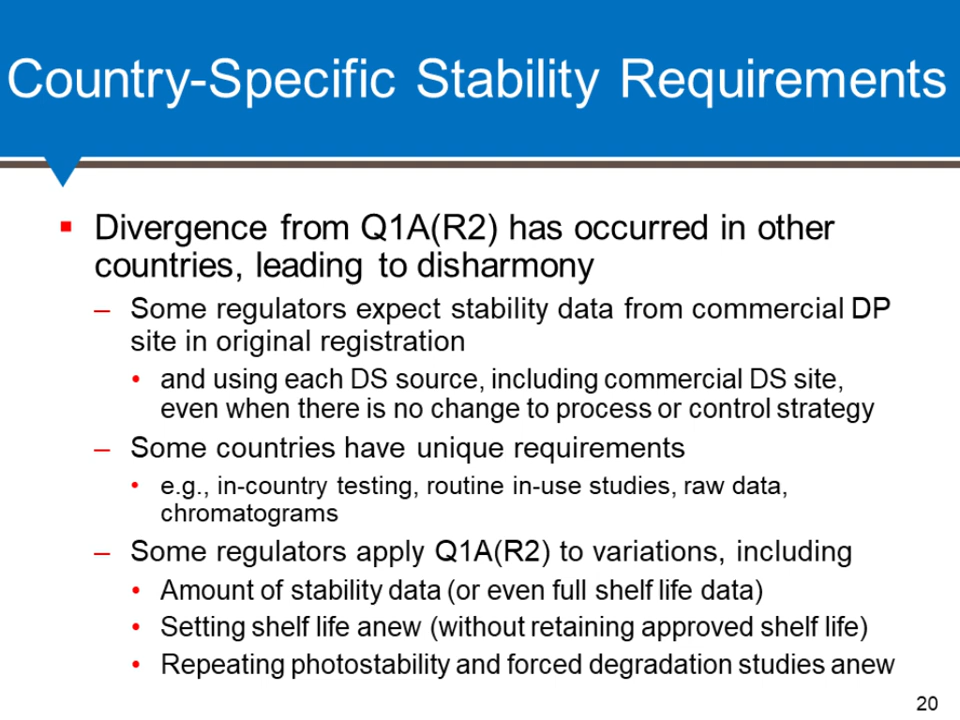 Country-Specific Stability Requirements
▪ Divergence from Q1A(R2) has occurred in other
countries, leading to disharmony
– Some regulators expect stability data from commercial DP
site in original registration
• and using each DS source, including commercial DS site,
even when there is no change to process or control strategy
– Some countries have unique requirements
• e.g., in-country testing, routine in-use studies, raw data,
chromatograms
– Some regulators apply Q1A(R2) to variations, including
• Amount of stability data (or even full shelf life data)
• Setting shelf life anew (without retaining approved shelf life)
• Repeating photostability and forced degradation studies anew
20